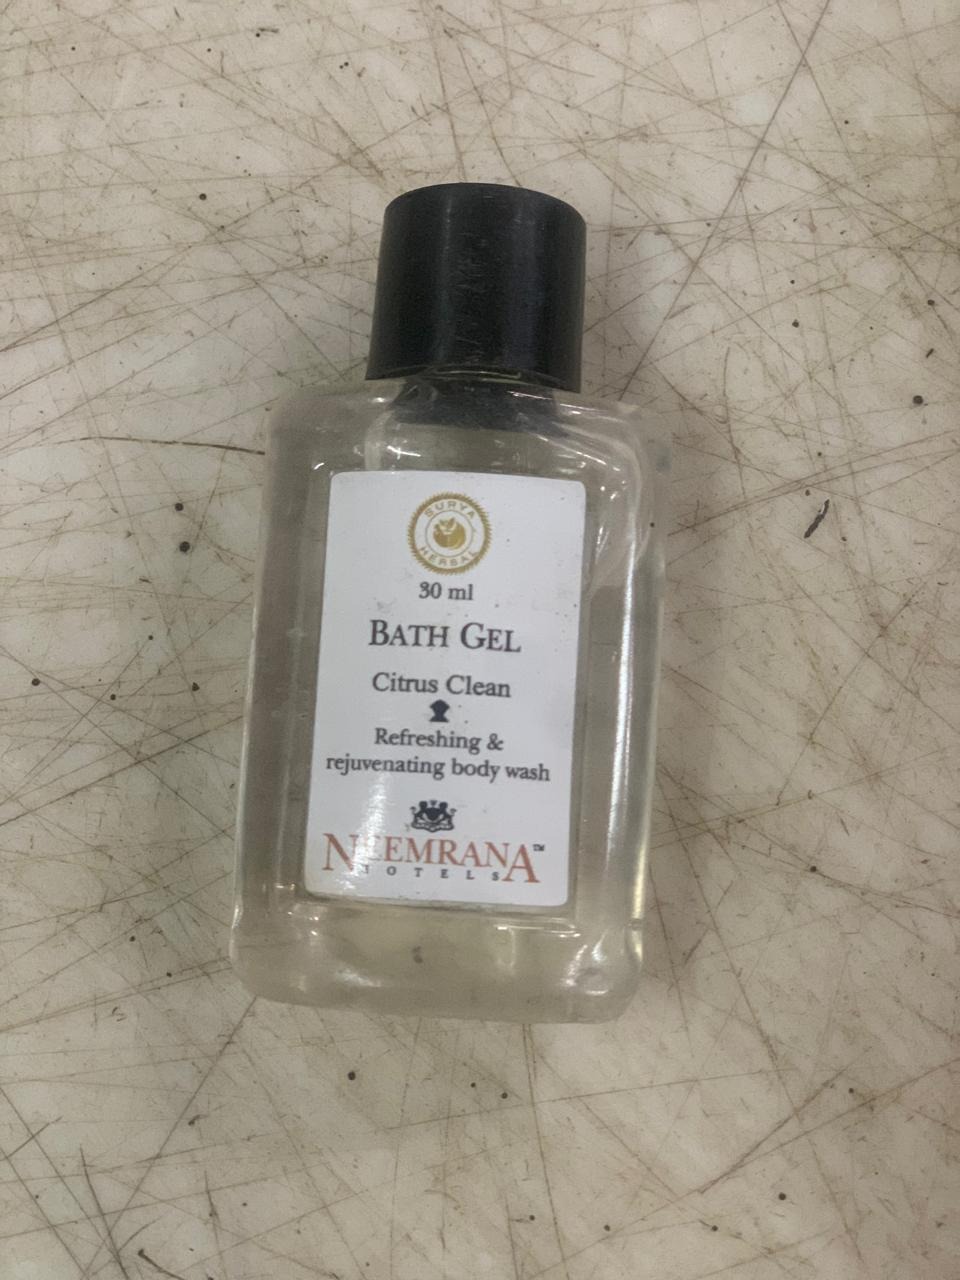 SURYA
HERBAL
30 ml
BATH GEL
Citrus Clean
Refreshing &
rejuvenating body wash
NEEMRANA™
HOTELS